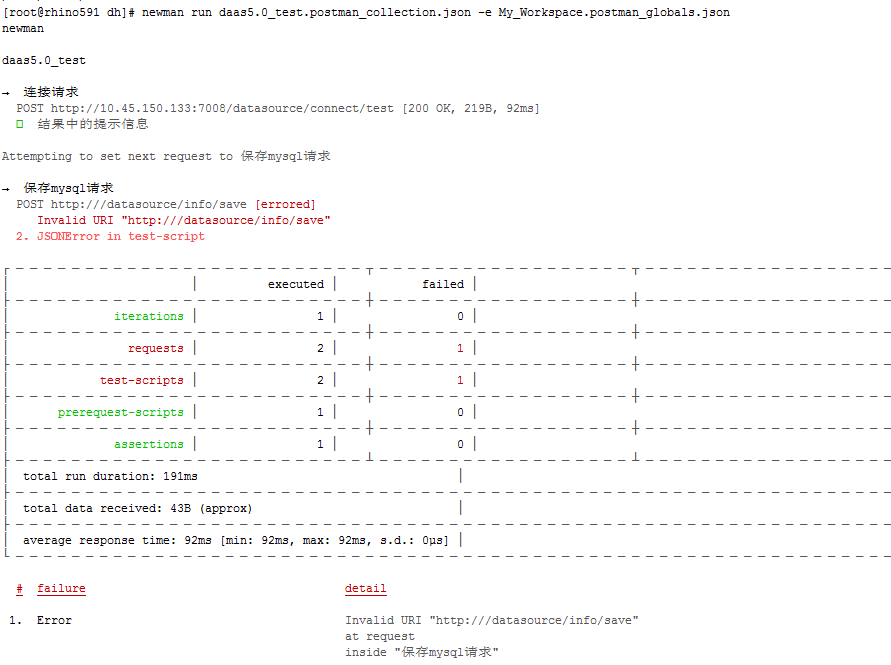 [root@rhino591 dh]# newman run daas5.0_test.postman_collection.json -e My_Workspace.postman_globals.json
newman
daas5.0_test
→ 连接请求
POST http://10.45.150.133:7008/datasource/connect/test [200 OK, 219B, 92ms]
结果中的提示信息
Attempting to set next request to 保存mysql请求
→ 保存mysql请求
POST http:///datasource/info/save [errored]
Invalid URI "http:///datasource/info/save"
2. JSONError in test-script
executed failed
iterations 1 0
requests 2 1
test-scripts 2 1
prerequest-scripts 1 0
assertions 1 0
total run duration: 191ms
total data received: 43B (approx)
average response time: 92ms [min: 92ms, max: 92ms, s.d.: 0µs]
# failure detail
1. Error Invalid URI "http:///datasource/info/save"
at request
inside "保存mysql请求"